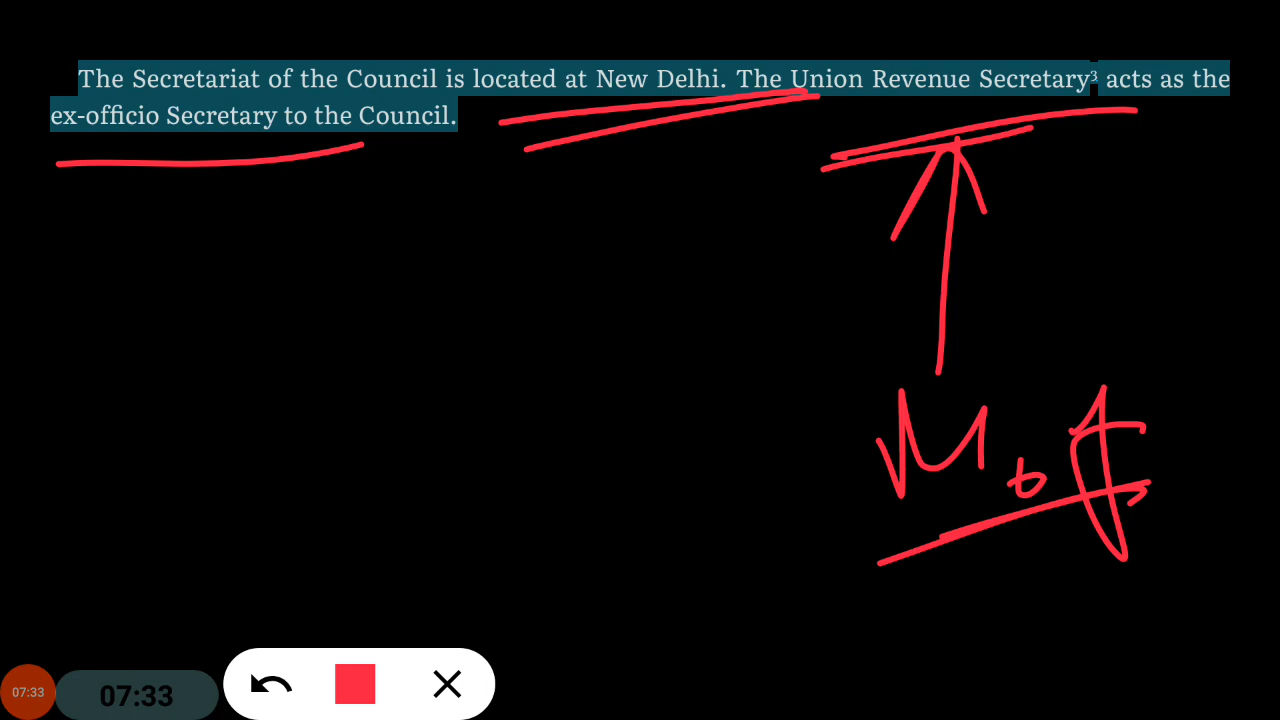 The Secretariat of the Council is located at New Delhi. The Union Revenue Secretary³ acts as the
ex-officio Secretary to the Council.
M o f
07:33
07:33